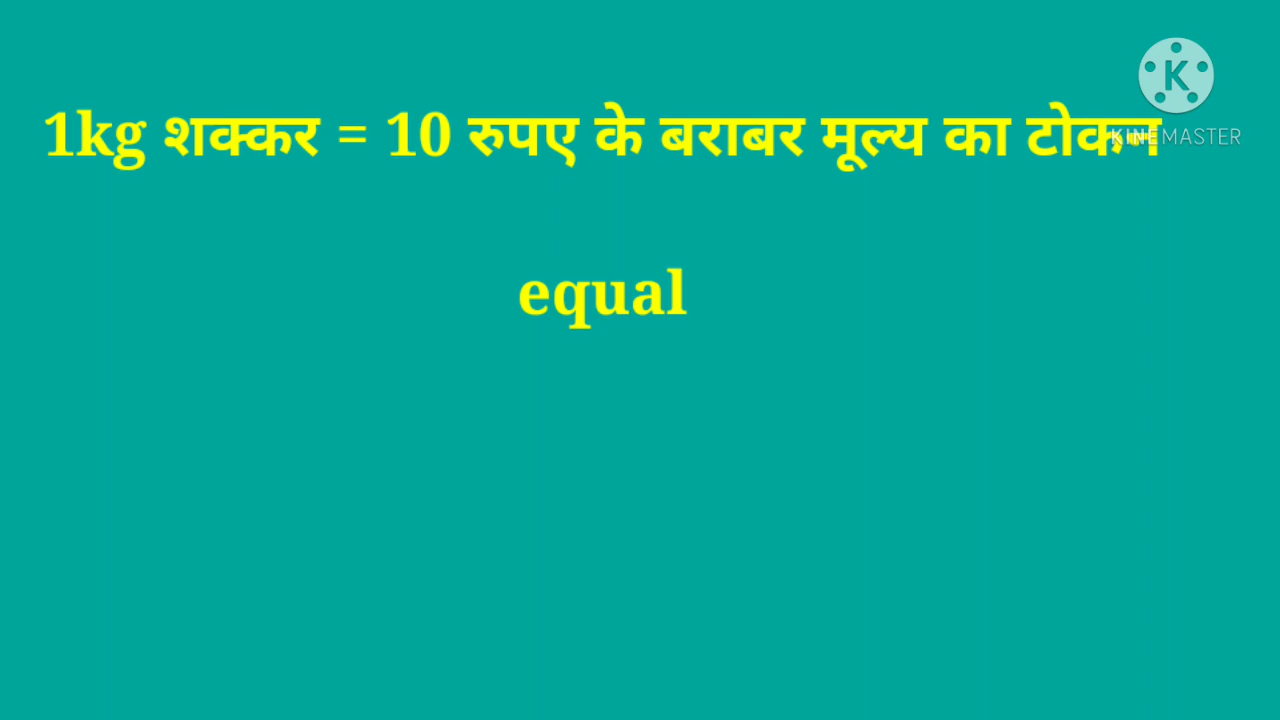 1kg शक्कर = 10 रुपए के बराबर मूल्य का टोकन
K
KINEMASTER
equal